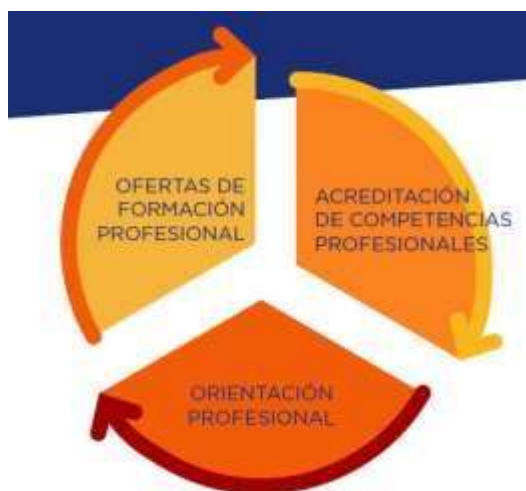 OFERTAS DE
FORMACIÓN
PROFESIONAL
ACREDITACIÓN
DE COMPETENCIAS
PROFESIONALES
ORIENTACIÓN
PROFESIONAL